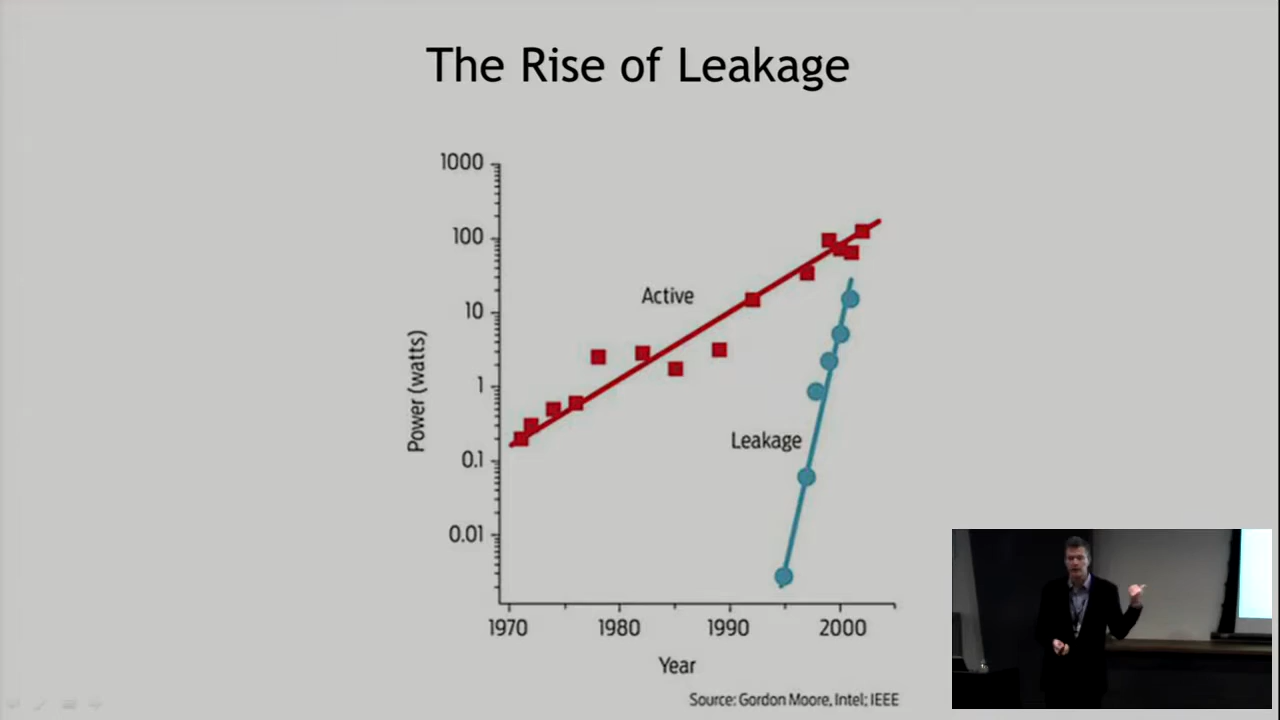 The Rise of Leakage
1000
100
10
1
0.1
0.01
Power (watts)
Active
Leakage
1970 1980 1990 2000
Year
Source: Gordon Moore, Intel; IEEE